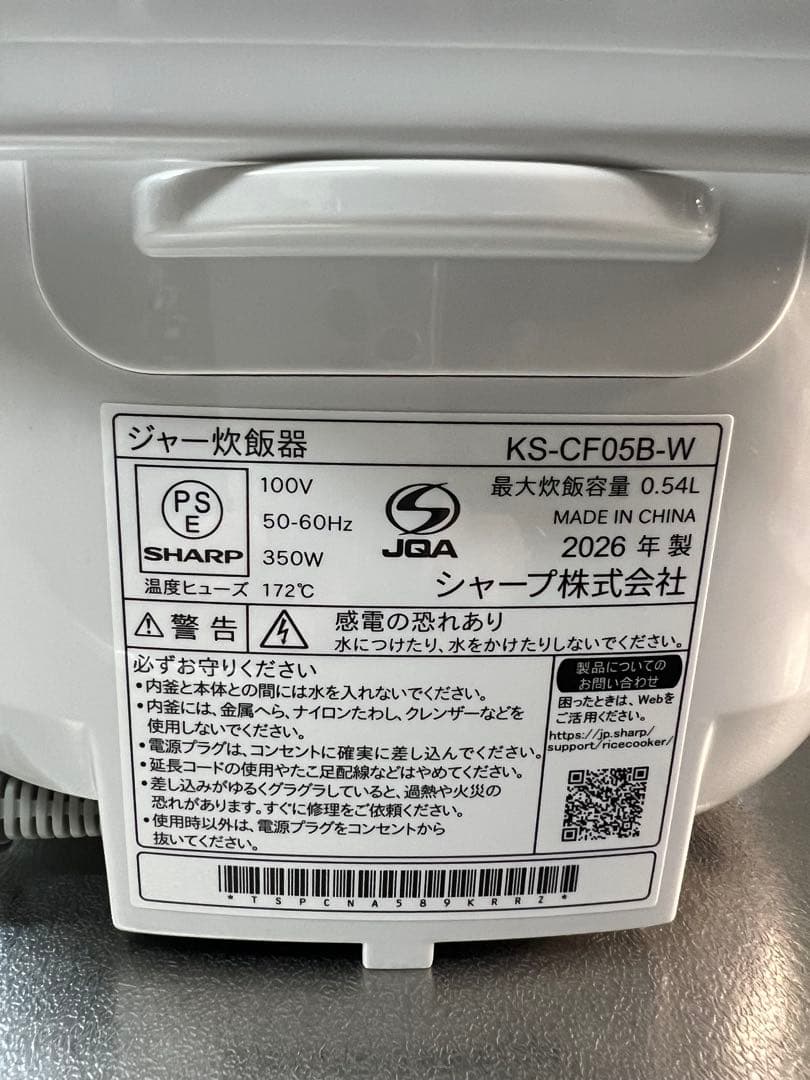 ジャー炊飯器 KS-CF05B-W
PS
E
SHARP
100V
50-60Hz
350W
温度ヒューズ 172℃
JQA
最大炊飯容量 0.54L
MADE IN CHINA
2026 年 製
シャープ株式会社
警告
感電の恐れあり
水につけたり、水をかけたりしないでください。
必ずお守りください
•内釜と本体との間には水を入れないでください。
•内釜には、金属へら、ナイロンたわし、クレンザーなどを
使用しないでください。
•電源プラグは、コンセントに確実に差し込んでください。
•延長コードの使用やたこ足配線などはやめてください。
•差し込みがゆるくグラグラしていると、過熱や火災の
恐れがあります。すぐに修理をご依頼ください。
•使用時以外は、電源プラグをコンセントから
抜いてください。
製品についての
お問い合わせ
困ったときは、Webを
ご活用ください。
https://jp.sharp/
support/ricecooker/
*TSPCNA589KRRZ*